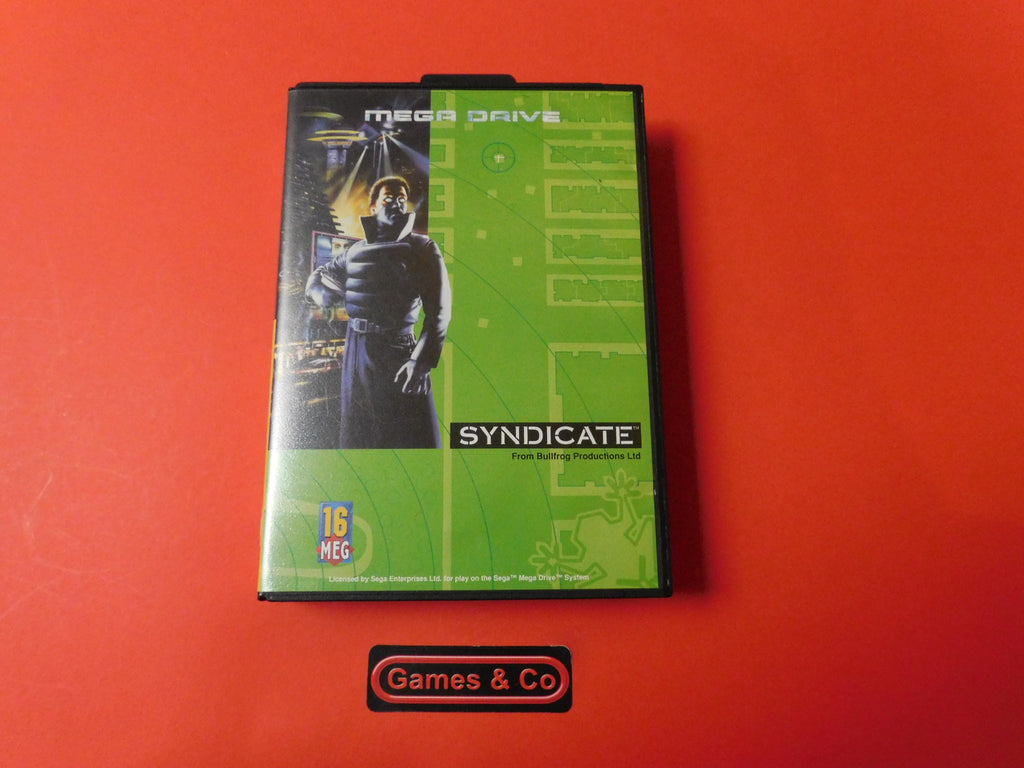 MEGA DRIVE
SYNDICATE™
From Bullfrog Productions Ltd
16
MEG
Licensed by Sega Enterprises Ltd. for play on the Sega™ Mega Drive™ System
Games & Co